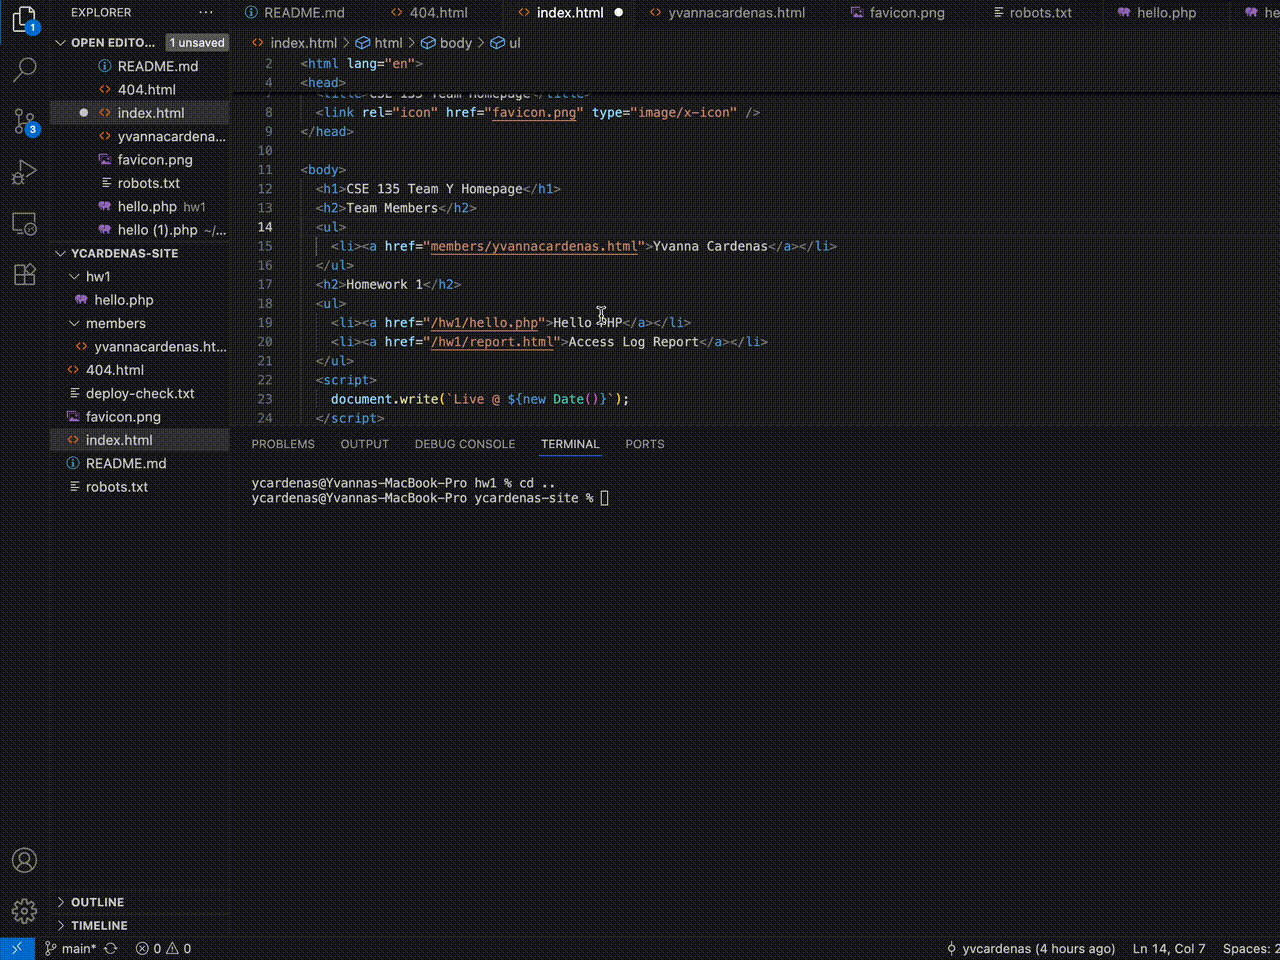 EXPLORER
1
OPEN EDITO... 1 unsaved
README.md
404.html
index.html
yvannacardena...
favicon.png
robots.txt
hello.php hw1
hello (1).php ~/...
3
YCARDENAS-SITE
hw1
hello.php
members
yvannacardenas.ht...
404.html
deploy-check.txt
favicon.png
index.html
README.md
robots.txt
OUTLINE
TIMELINE
README.md 404.html index.html yvannacardenas.html favicon.png robots.txt hello.php he
index.html > html > body > ul
2 <html lang="en">
4 <head>
<title>CSE 135 Team Homepage</title>
8 <link rel="icon" href="favicon.png" type="image/x-icon" />
9 </head>
10
11 <body>
12 <h1>CSE 135 Team Y Homepage</h1>
13 <h2>Team Members</h2>
14 <ul>
15 <li><a href="members/yvannacardenas.html">Yvanna Cardenas</a></li>
16 </ul>
17 <h2>Homework 1</h2>
18 <ul>
19 <li><a href="/hw1/hello.php">Hello PHP</a></li>
20 <li><a href="/hw1/report.html">Access Log Report</a></li>
21 </ul>
22 <script>
23 document.write(`Live @ ${new Date()}`);
24 </script>
PROBLEMS OUTPUT DEBUG CONSOLE TERMINAL PORTS
ycardenas@Yvannas-MacBook-Pro hw1 % cd ..
ycardenas@Yvannas-MacBook-Pro ycardenas-site %
main* 0 0 yvcardenas (4 hours ago) Ln 14, Col 7 Spaces: 2